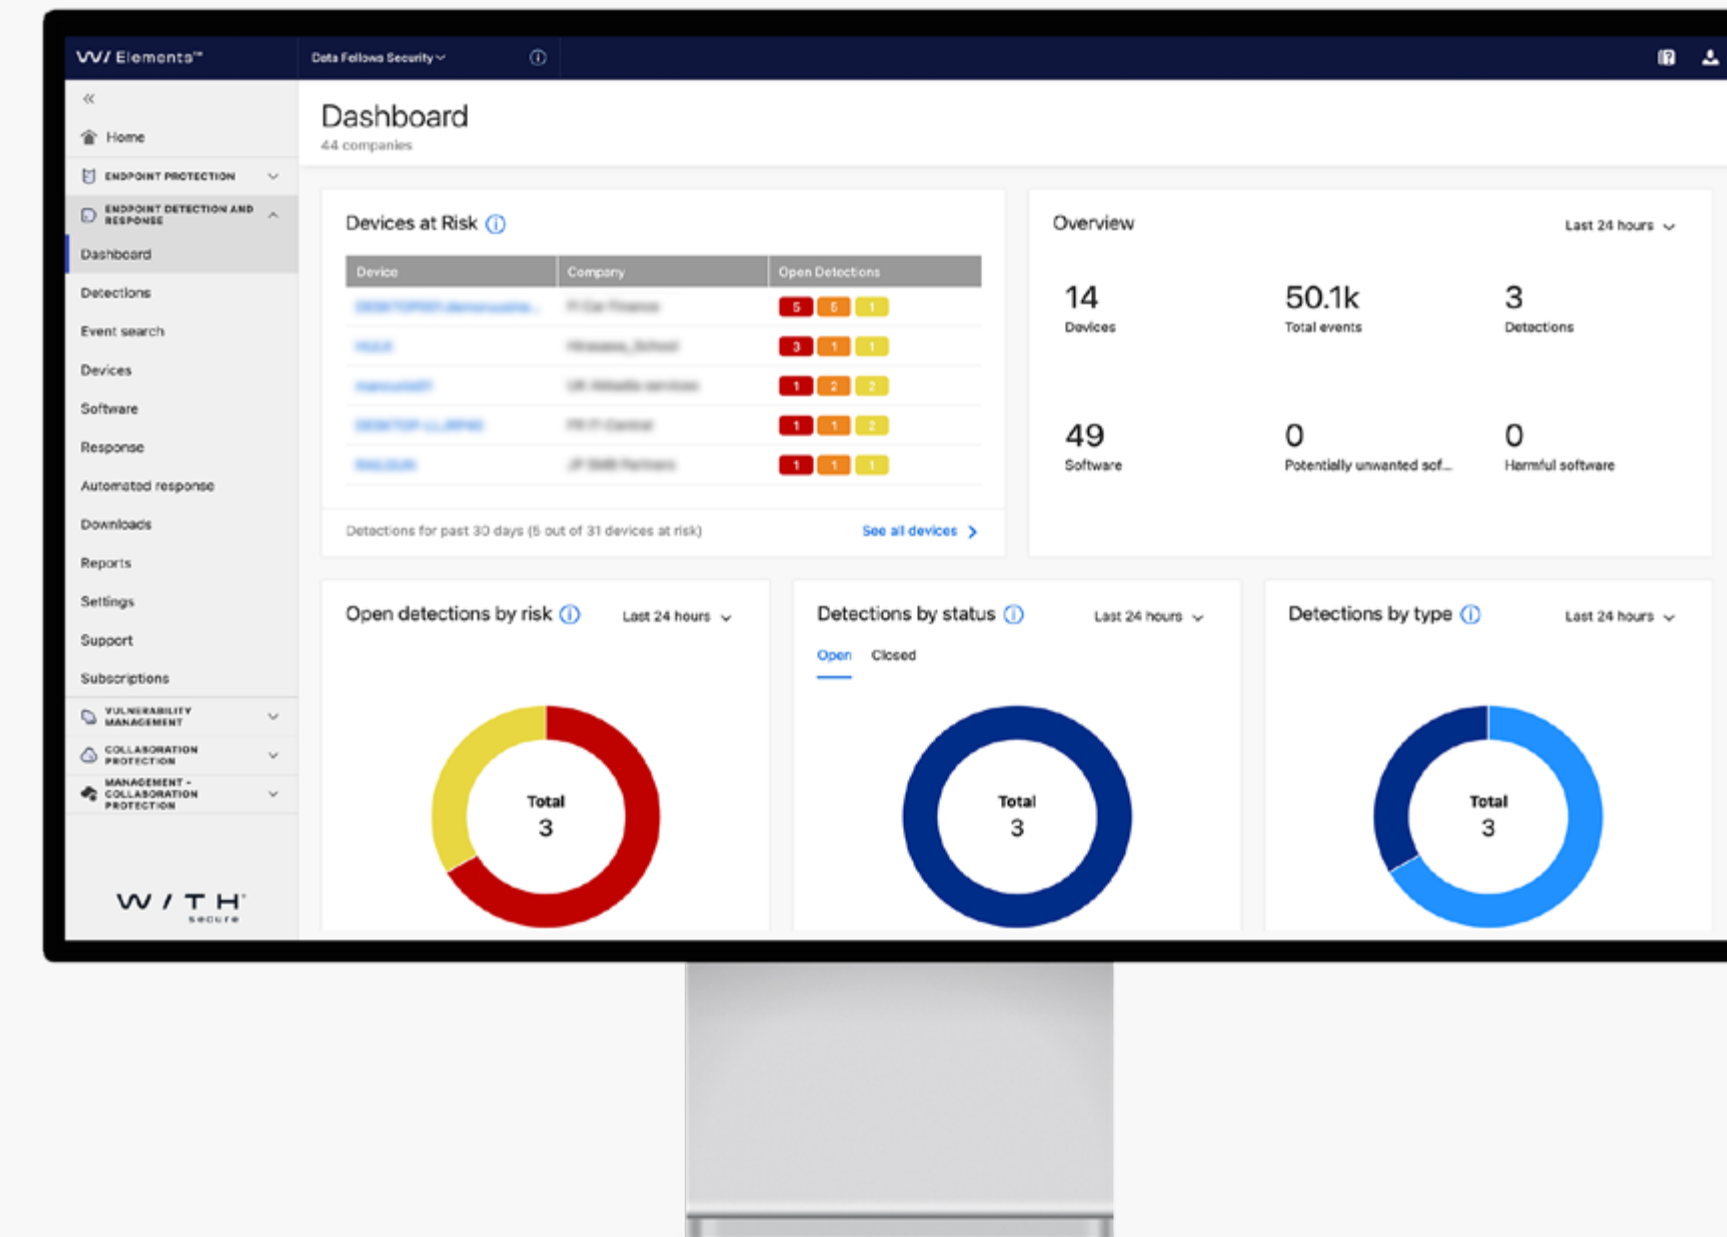 W/ Elements™
Data Fellows Security
Home
ENDPOINT PROTECTION
ENDPOINT DETECTION AND
RESPONSE
Dashboard
Detections
Event search
Devices
Software
Response
Automated response
Downloads
Reports
Settings
Support
Subscriptions
VULNERABILITY
MANAGEMENT
COLLABORATION
PROTECTION
MANAGEMENT -
COLLABORATION
PROTECTION
W / T H
secure
Dashboard
44 companies
Devices at Risk
Device Company Open Detections
5 5 1
3 1 1
1 2 2
1 1 2
1 1 1
Detections for past 30 days (5 out of 31 devices at risk)
See all devices
Overview
Last 24 hours
14
Devices
50.1k
Total events
3
Detections
49
Software
0
Potentially unwanted sof...
0
Harmful software
Open detections by risk
Last 24 hours
Total
3
Detections by status
Last 24 hours
Open Closed
Total
3
Detections by type
Last 24 hours
Total
3